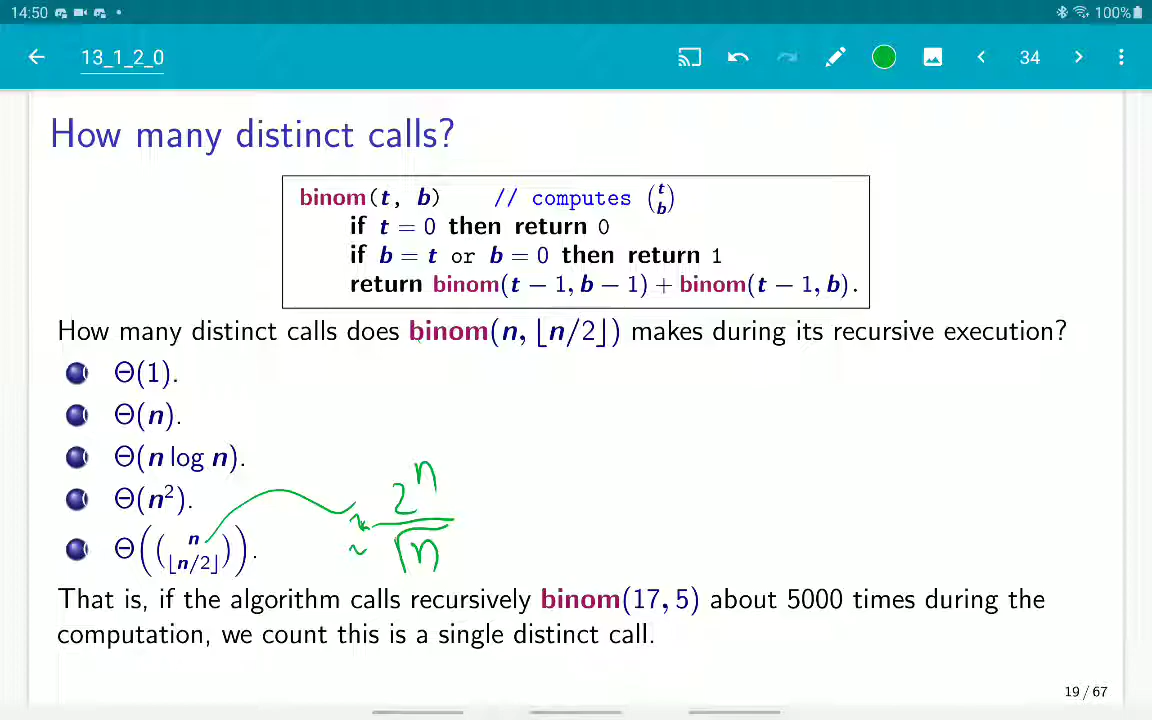 14:50 100%
13_1_2_0 34
How many distinct calls?
binom(t, b) // computes (t b)
if t = 0 then return 0
if b = t or b = 0 then return 1
return binom(t − 1, b − 1) + binom(t − 1, b).
How many distinct calls does binom(n, ⌊n/2⌋) makes during its recursive execution?
Θ(1).
Θ(n).
Θ(n log n).
Θ(n²).
Θ((n ⌊n/2⌋)).
≈ 2ⁿ/√n
That is, if the algorithm calls recursively binom(17, 5) about 5000 times during the
computation, we count this is a single distinct call.
19 / 67